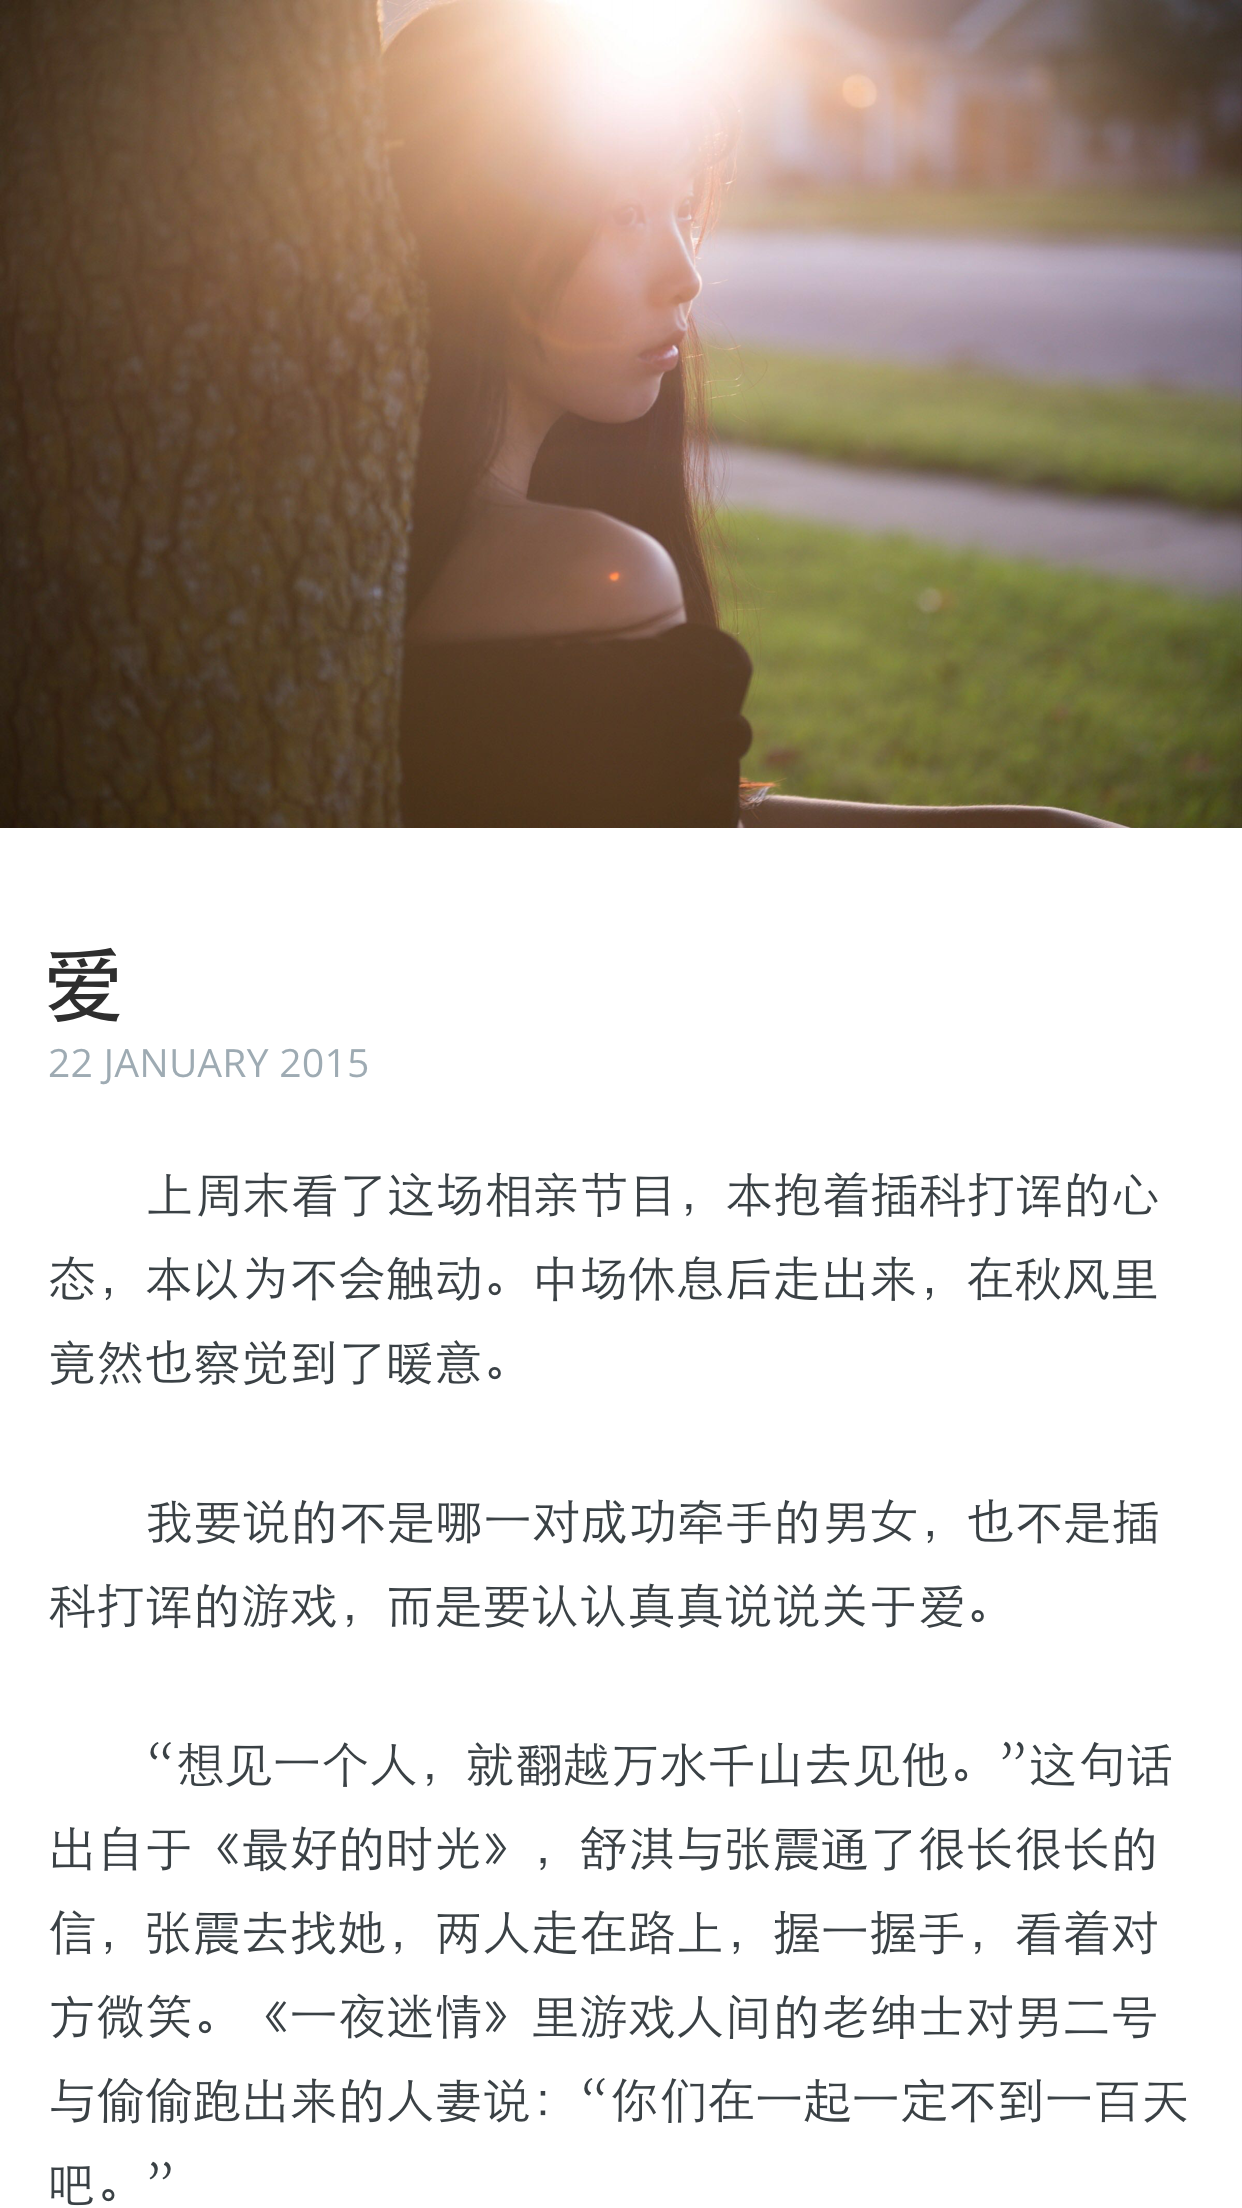 爱
22 JANUARY 2015
上周末看了这场相亲节目，本抱着插科打诨的心
态，本以为不会触动。中场休息后走出来，在秋风里
竟然也察觉到了暖意。
我要说的不是哪一对成功牵手的男女，也不是插
科打诨的游戏，而是要认认真真说说关于爱。
“想见一个人，就翻越万水千山去见他。”这句话
出自于《最好的时光》，舒淇与张震通了很长很长的
信，张震去找她，两人走在路上，握一握手，看着对
方微笑。《一夜迷情》里游戏人间的老绅士对男二号
与偷偷跑出来的人妻说：“你们在一起一定不到一百天
吧。”